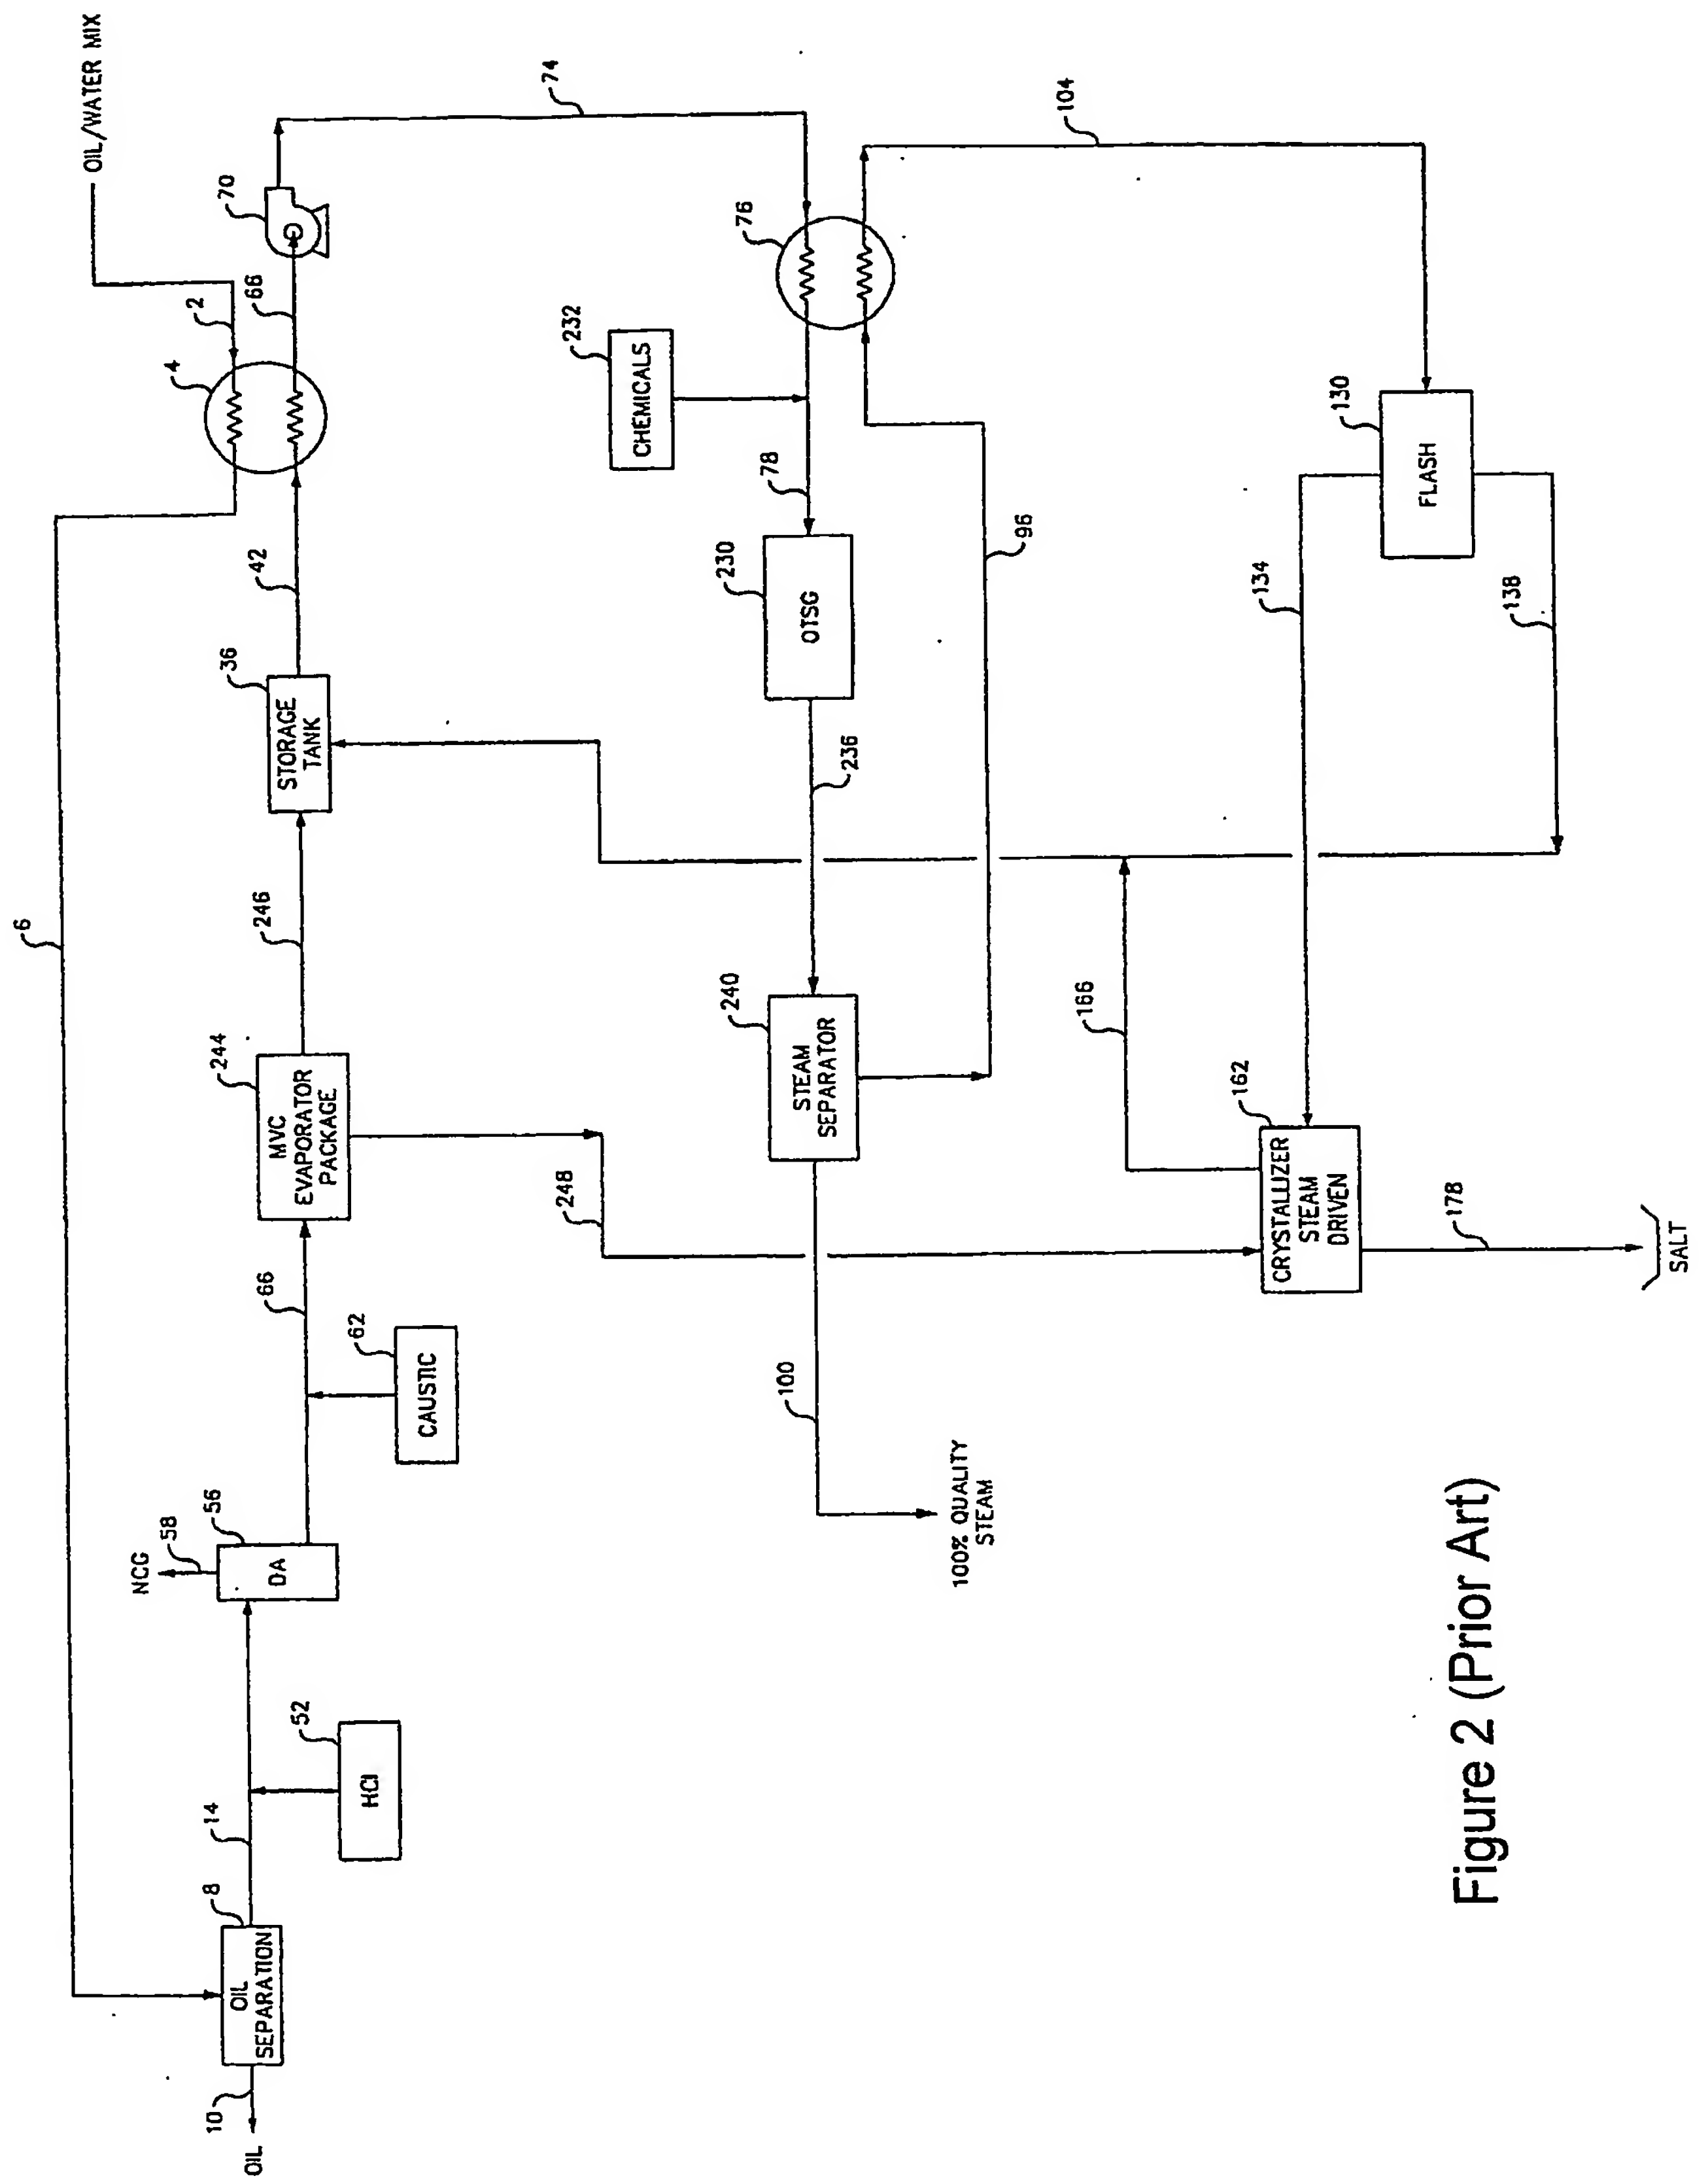 6
OIL/WATER MIX
OIL
10
8
OIL
SEPARATION
14
52
HCl
NCG
58
56
DA
62
CAUSTIC
66
244
MVC
EVAPORATOR
PACKAGE
246
36
STORAGE
TANK
42
4
2
66
70
74
248
100
100% QUALITY
STEAM
240
STEAM
SEPARATOR
236
230
OTSG
78
232
CHEMICALS
76
96
104
166
162
CRYSTALLIZER
STEAM
DRIVEN
134
130
FLASH
138
178
SALT
Figure 2 (Prior Art)